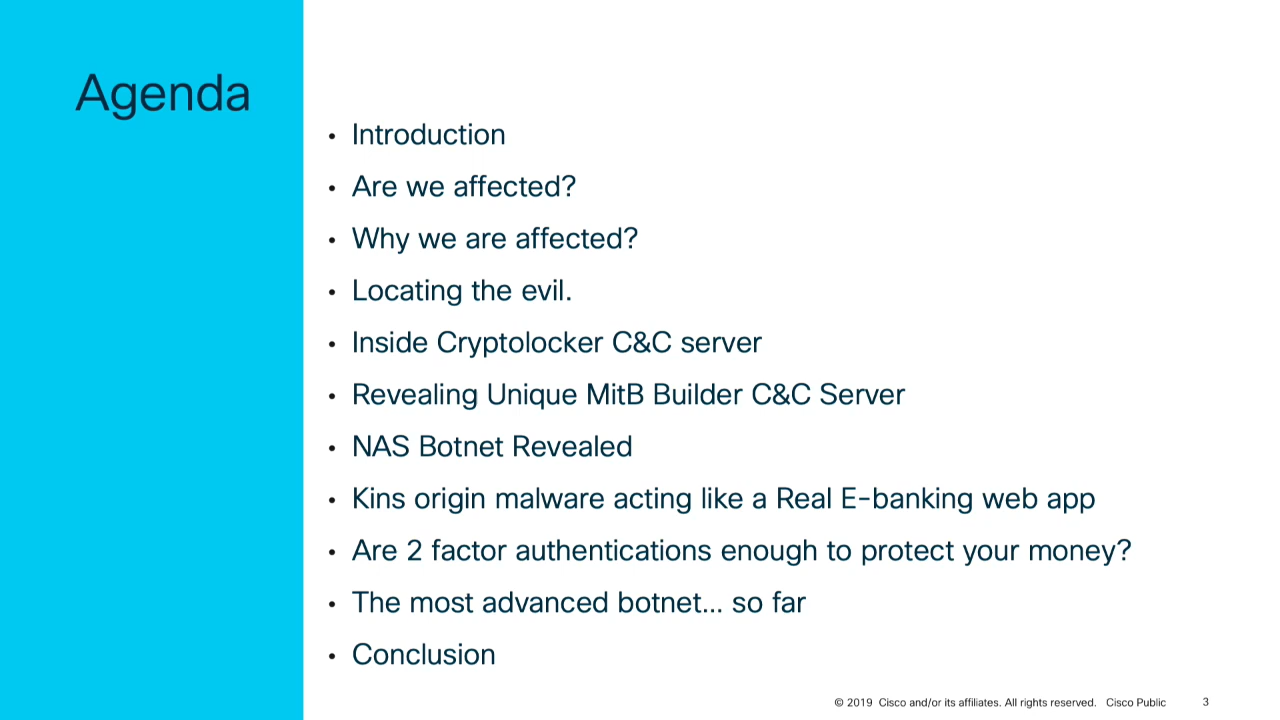 Agenda
• Introduction
• Are we affected?
• Why we are affected?
• Locating the evil.
• Inside Cryptolocker C&C server
• Revealing Unique MitB Builder C&C Server
• NAS Botnet Revealed
• Kins origin malware acting like a Real E-banking web app
• Are 2 factor authentications enough to protect your money?
• The most advanced botnet... so far
• Conclusion
© 2019 Cisco and/or its affiliates. All rights reserved. Cisco Public 3